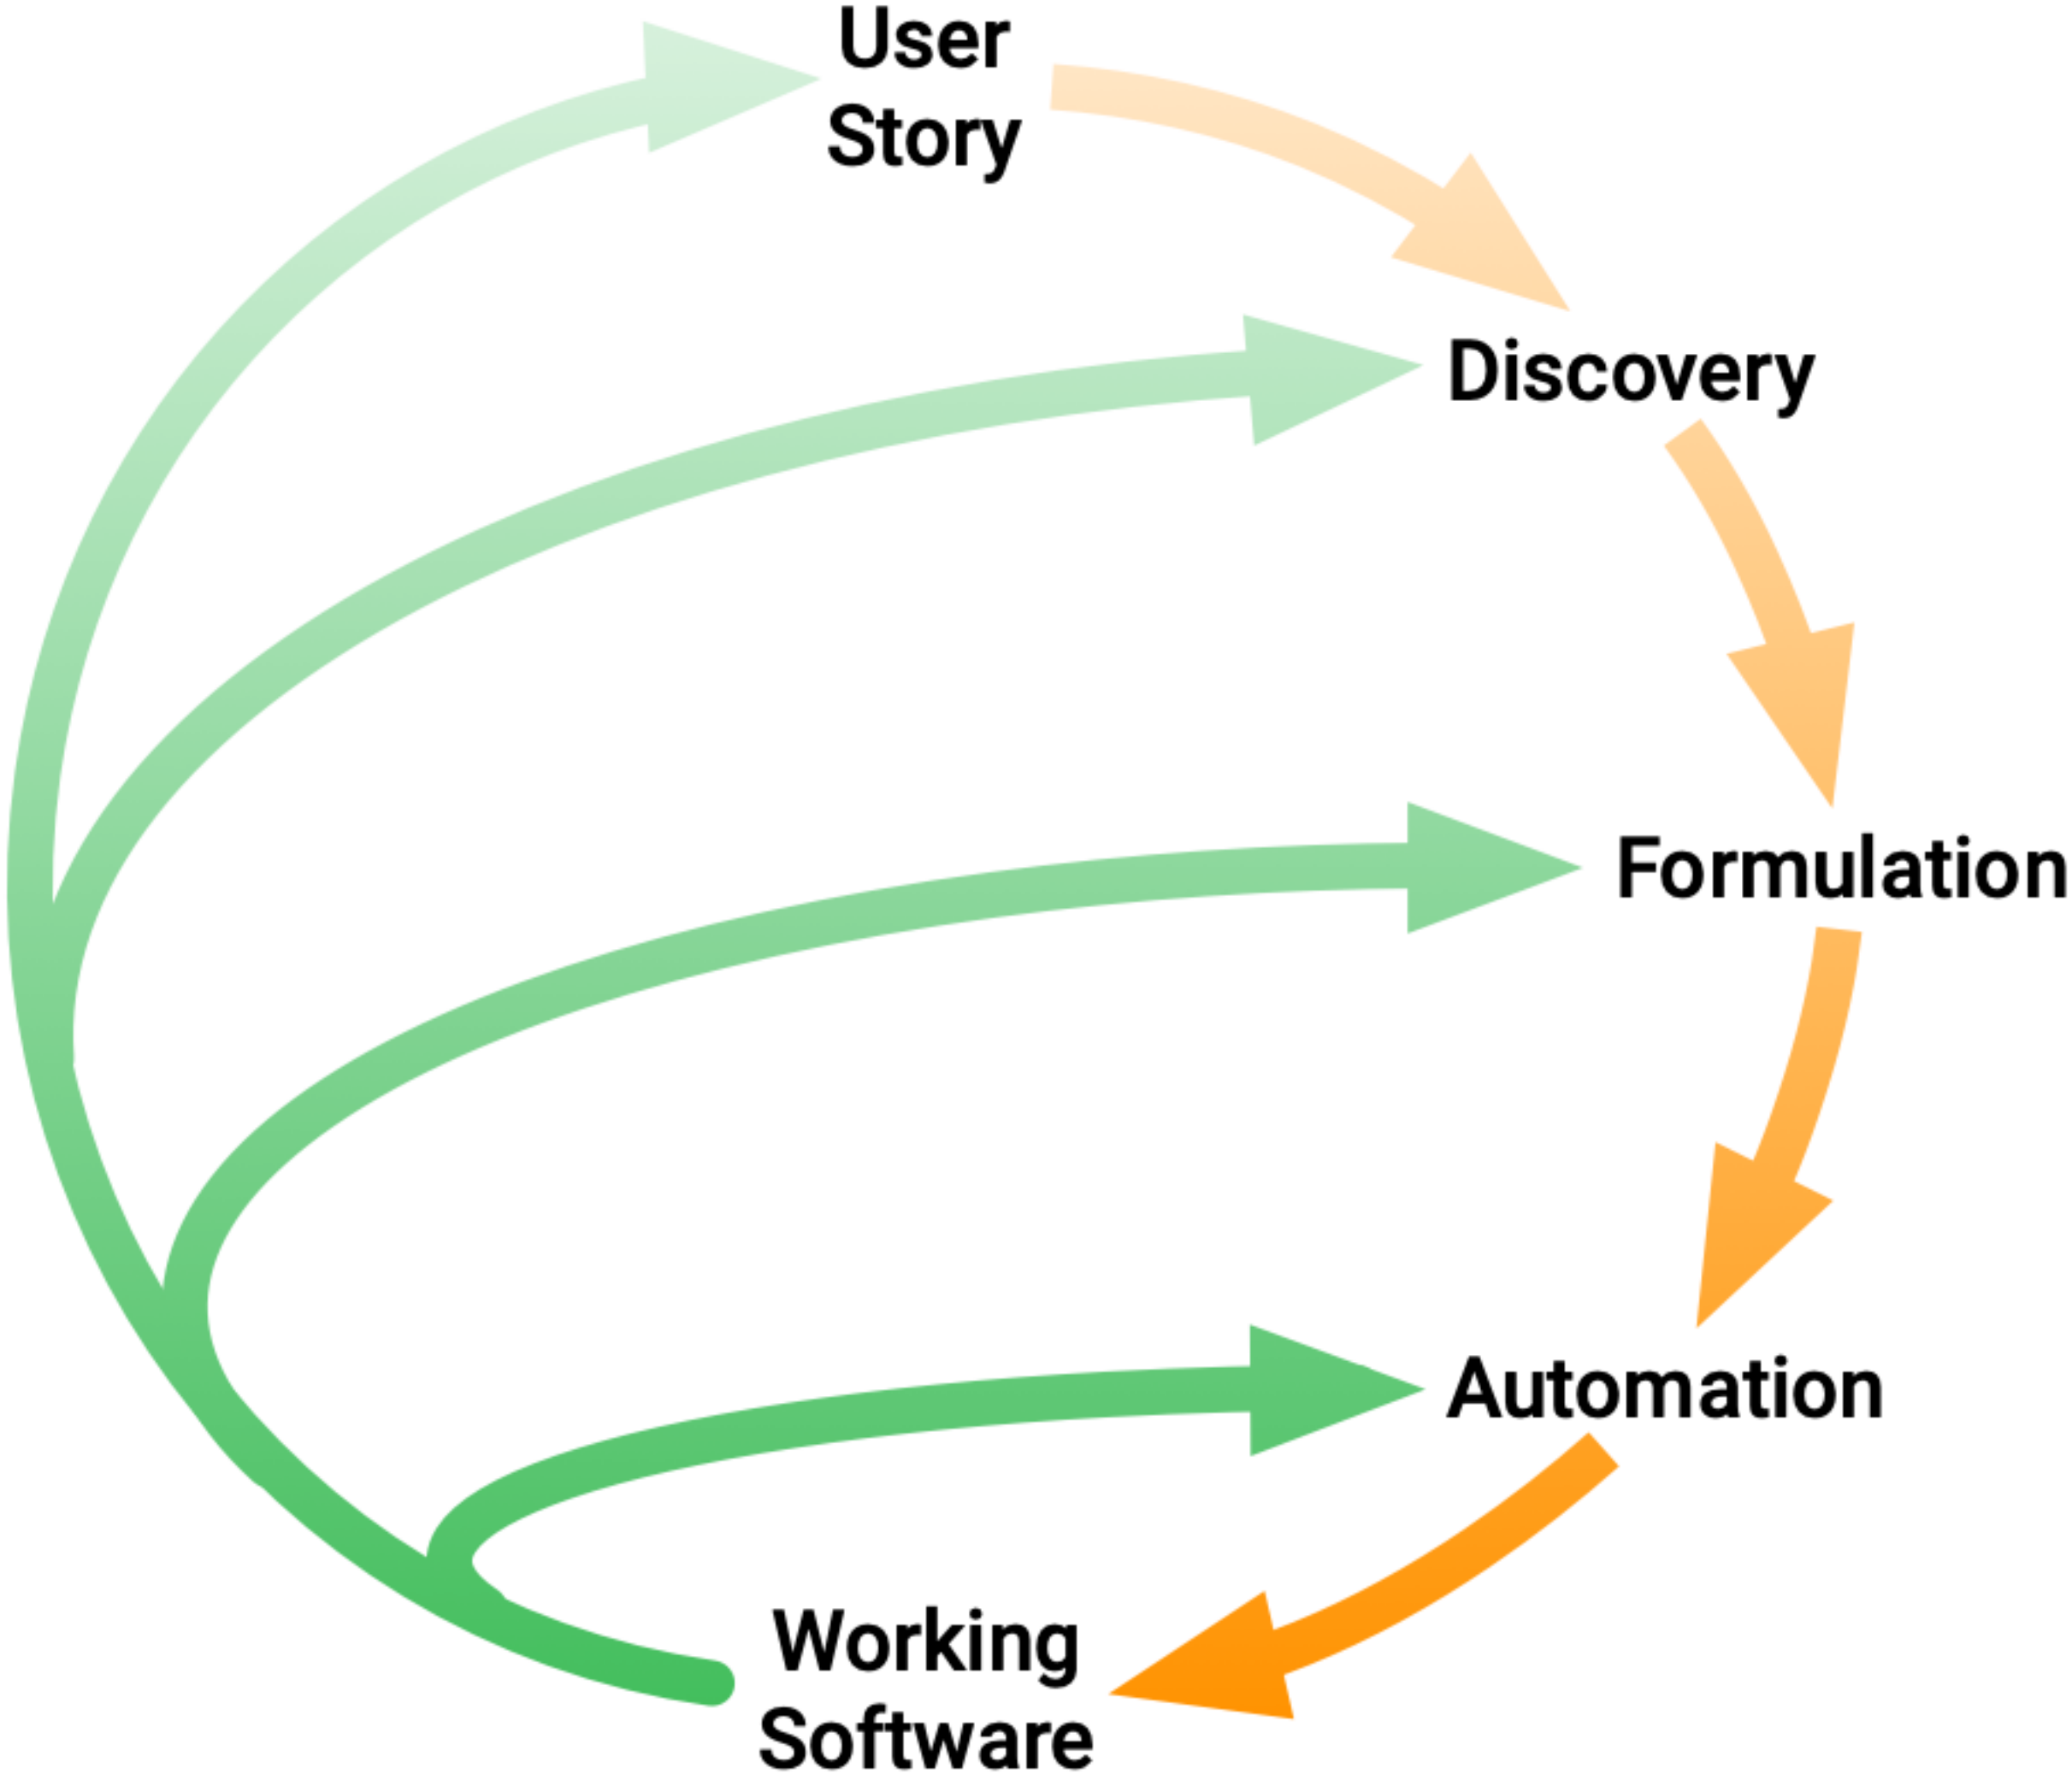 User
Story
Discovery
Formulation
Automation
Working
Software